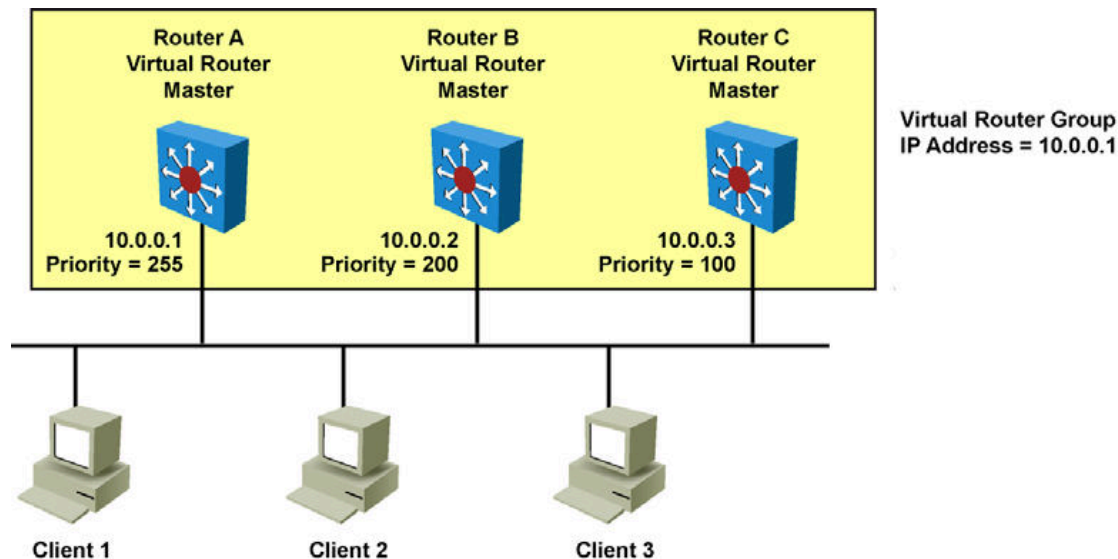 Router A
Virtual Router
Master
Router B
Virtual Router
Master
Router C
Virtual Router
Master
Virtual Router Group
IP Address = 10.0.0.1
10.0.0.1
Priority = 255
10.0.0.2
Priority = 200
10.0.0.3
Priority = 100
Client 1
Client 2
Client 3